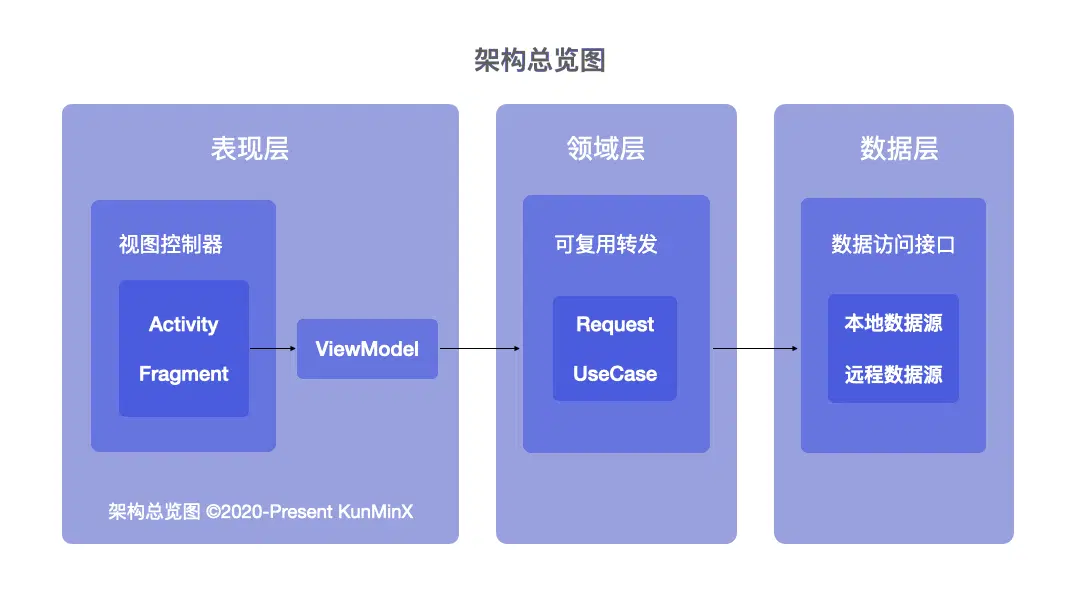 架构总览图
表现层
视图控制器
Activity
Fragment
ViewModel
架构总览图 ©2020-Present KunMinX
领域层
可复用转发
Request
UseCase
数据层
数据访问接口
本地数据源
远程数据源